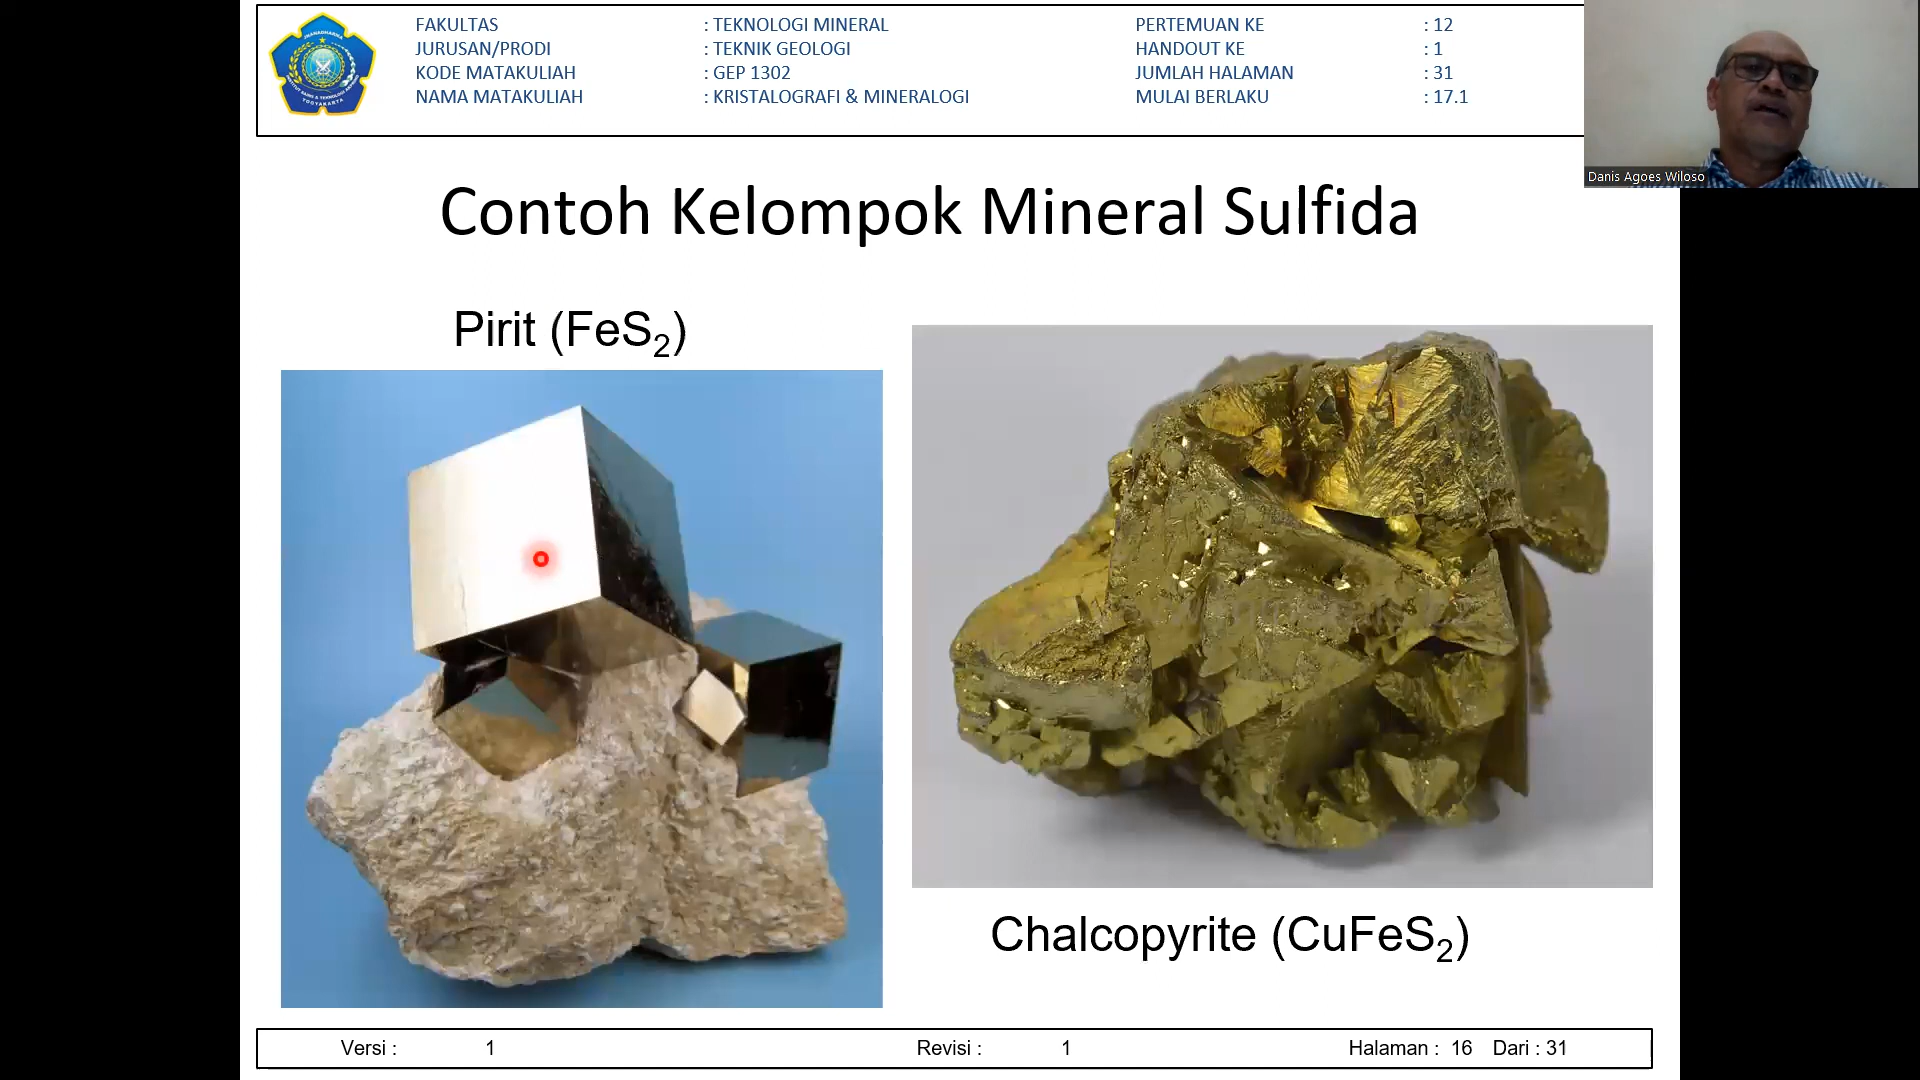 FAKULTAS : TEKNOLOGI MINERAL PERTEMUAN KE : 12
JURUSAN/PRODI : TEKNIK GEOLOGI HANDOUT KE : 1
KODE MATAKULIAH : GEP 1302 JUMLAH HALAMAN : 31
NAMA MATAKULIAH : KRISTALOGRAFI & MINERALOGI MULAI BERLAKU : 17.1
Danis Agoes Wiloso
Contoh Kelompok Mineral Sulfida
Pirit (FeS₂)
Chalcopyrite (CuFeS₂)
Versi : 1 Revisi : 1 Halaman : 16 Dari : 31